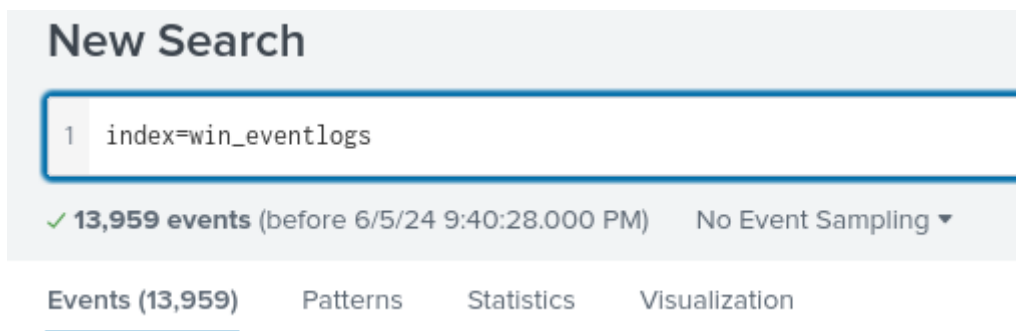 New Search
1 index=win_eventlogs
✓ 13,959 events (before 6/5/24 9:40:28.000 PM) No Event Sampling ▾
Events (13,959) Patterns Statistics Visualization